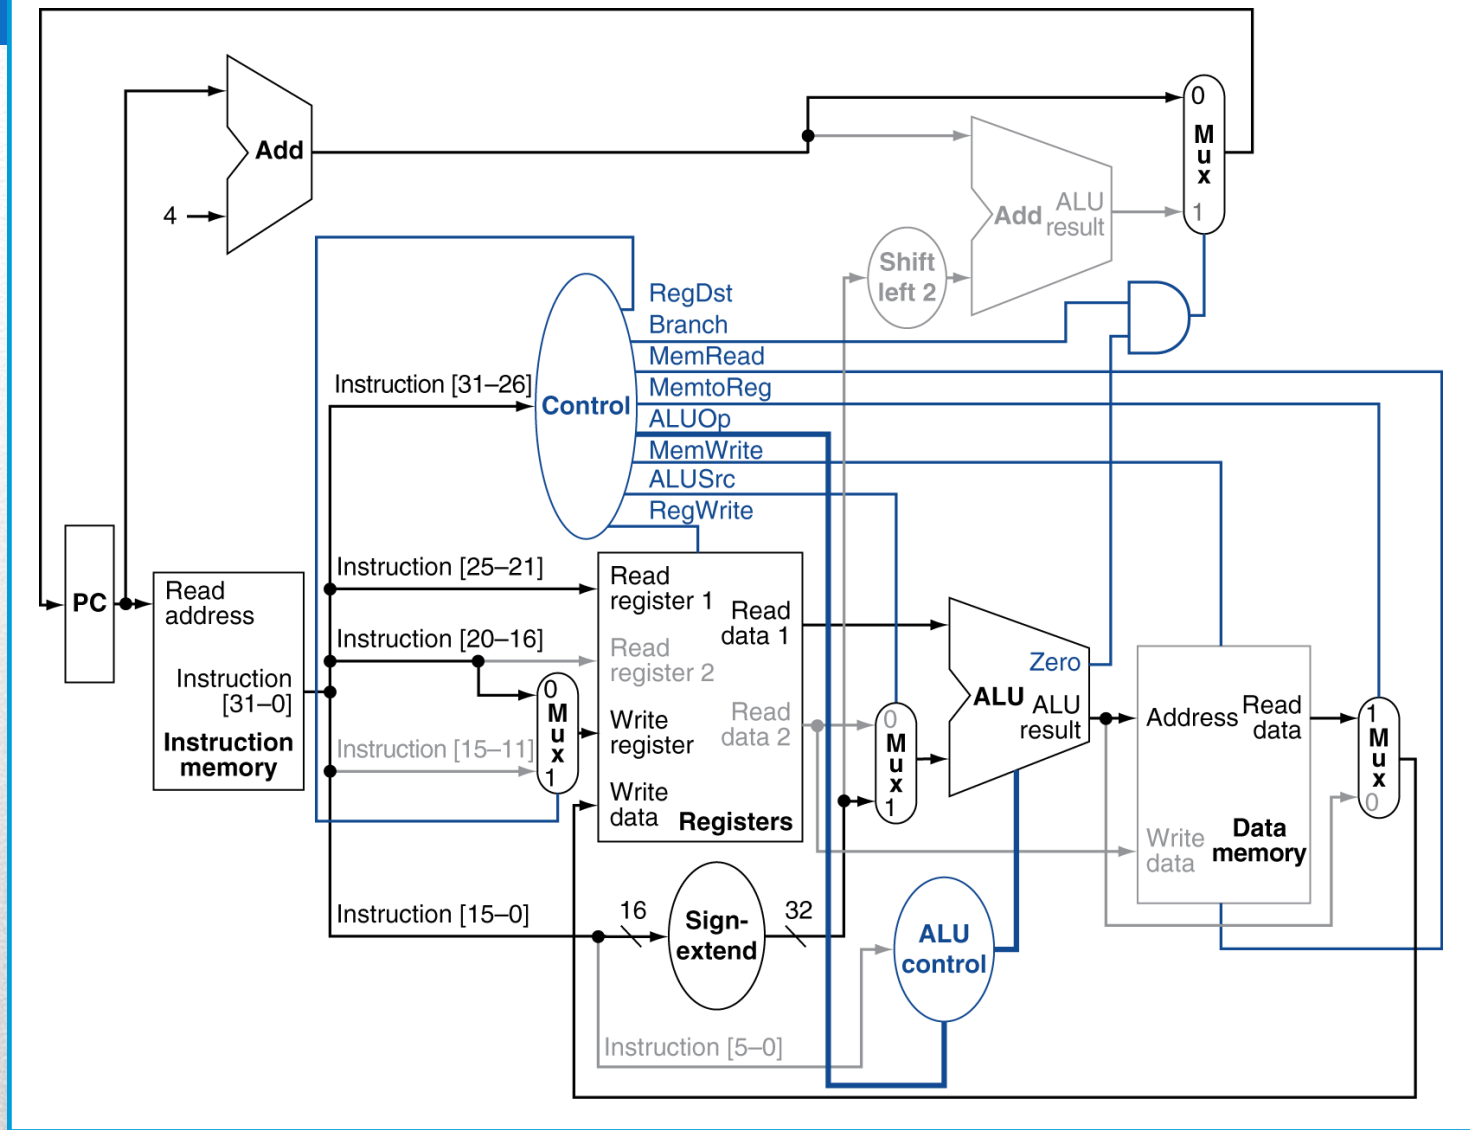 Add
4
0
M
u
x
1
Add
ALU
result
Shift
left 2
RegDst
Branch
MemRead
MemtoReg
ALUOp
MemWrite
ALUSrc
RegWrite
Control
Instruction [31–26]
PC
Read
address
Instruction
[31–0]
Instruction
memory
Instruction [25–21]
Instruction [20–16]
Instruction [15–11]
Instruction [15–0]
0
M
u
x
1
Read
register 1
Read
register 2
Write
register
Write
data
Read
data 1
Read
data 2
Registers
0
M
u
x
1
Zero
ALU
ALU
result
Address
Read
data
Write
data
Data
memory
1
M
u
x
0
16
Sign-
extend
32
ALU
control
Instruction [5–0]